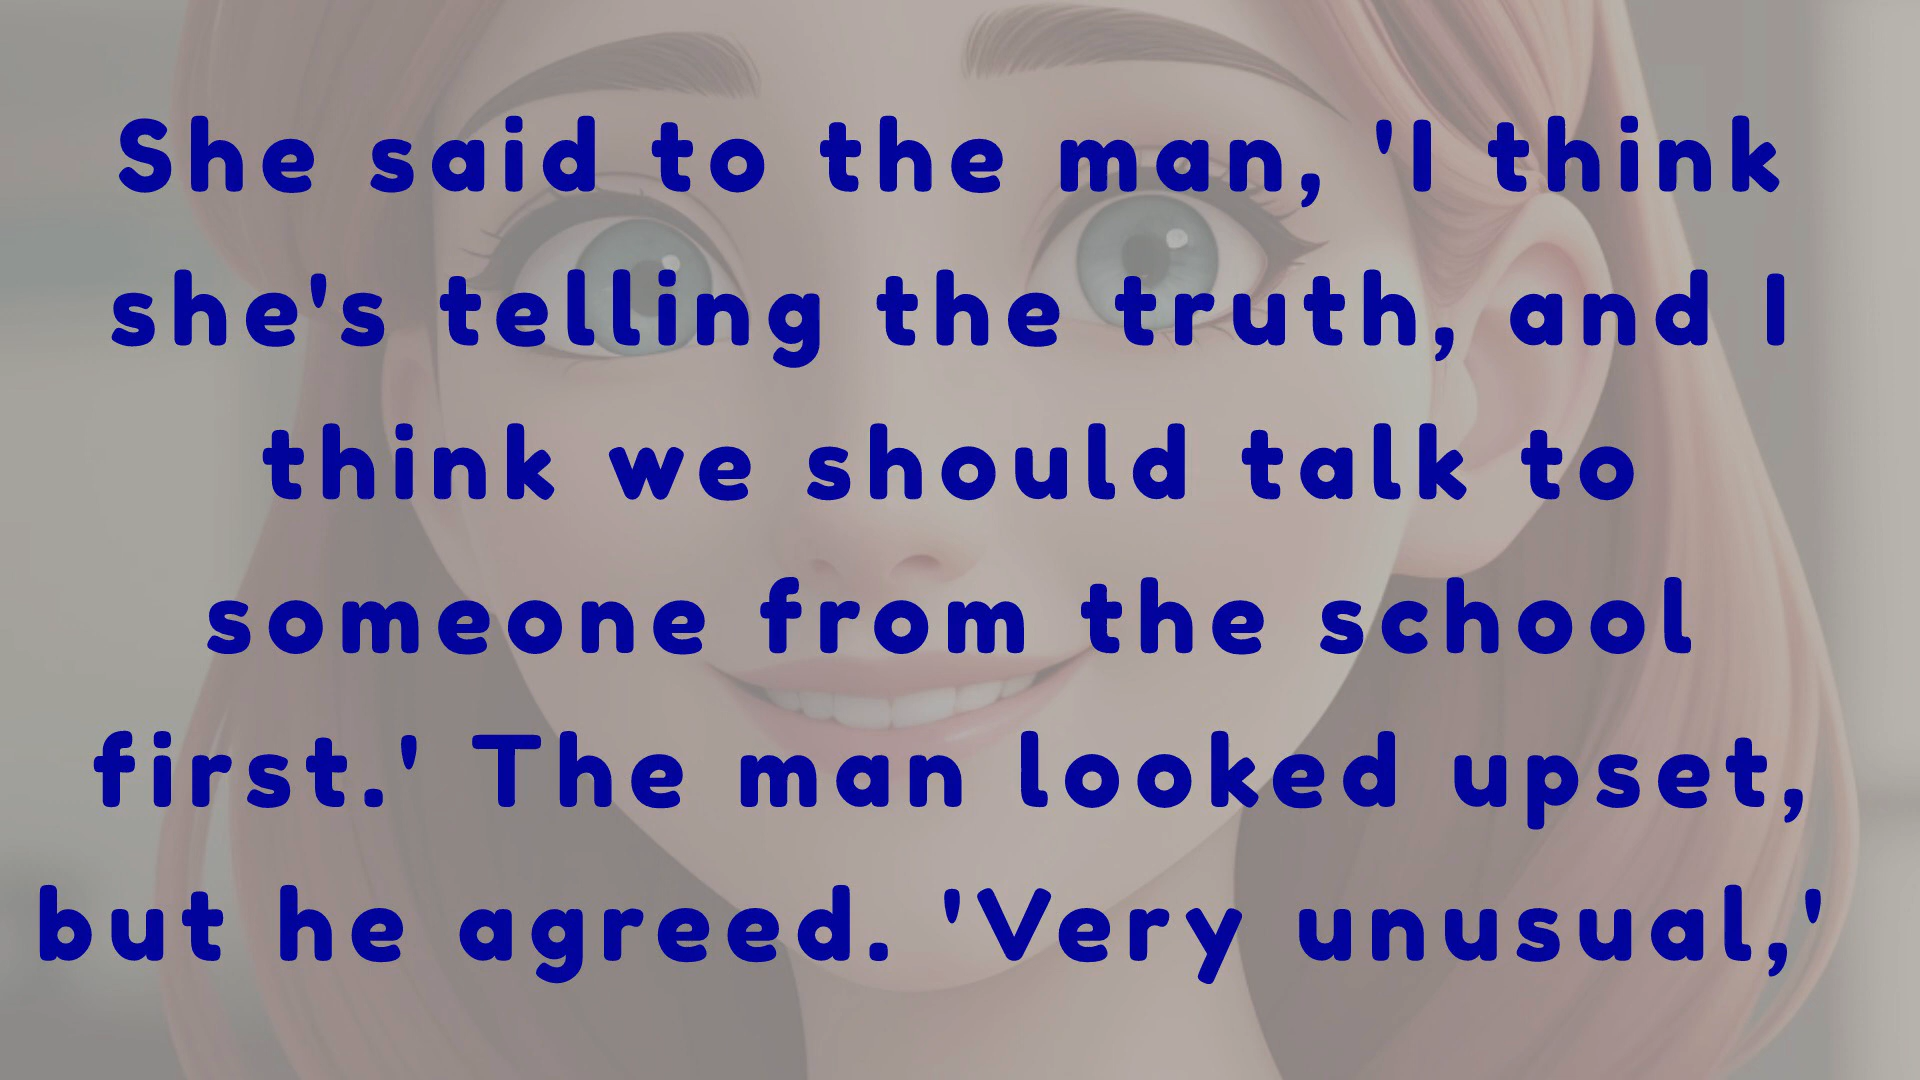 She said to the man, 'I think
she's telling the truth, and I
think we should talk to
someone from the school
first.' The man looked upset,
but he agreed. 'Very unusual,'